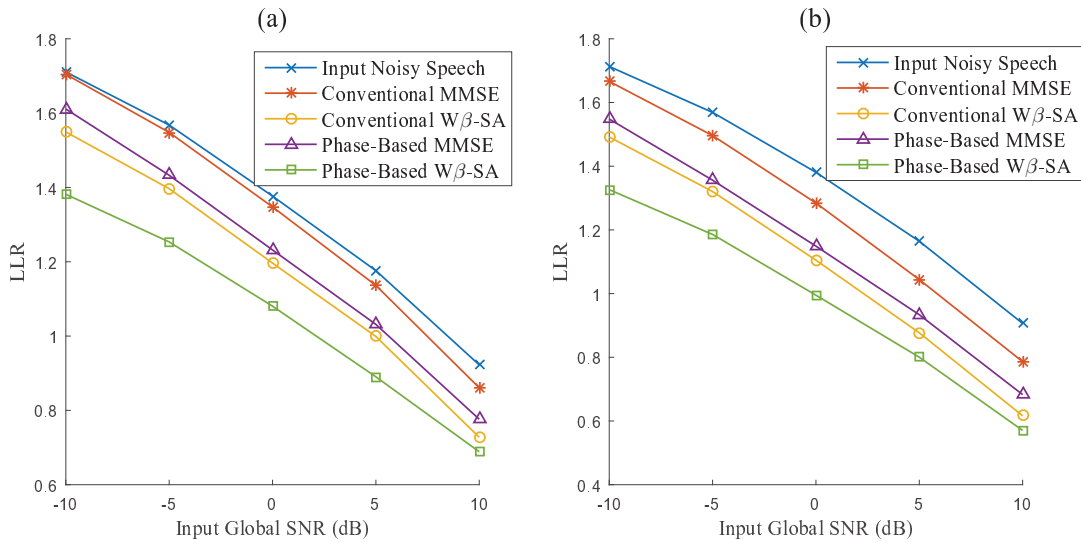 (a)
1.8
1.6
1.4
1.2
1
0.8
0.6
LLR
-10
-5
0
5
10
Input Global SNR (dB)
Input Noisy Speech
Conventional MMSE
Conventional Wβ-SA
Phase-Based MMSE
Phase-Based Wβ-SA
(b)
1.8
1.6
1.4
1.2
1
0.8
0.6
0.4
LLR
-10
-5
0
5
10
Input Global SNR (dB)
Input Noisy Speech
Conventional MMSE
Conventional Wβ-SA
Phase-Based MMSE
Phase-Based Wβ-SA